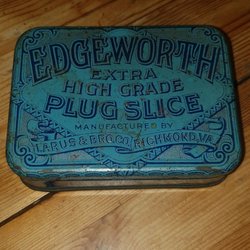 EDGEWORTH
EXTRA
HIGH GRADE
PLUG SLICE
MANUFACTURED BY
LARUS & BRO. CO. RICHMOND, VA.